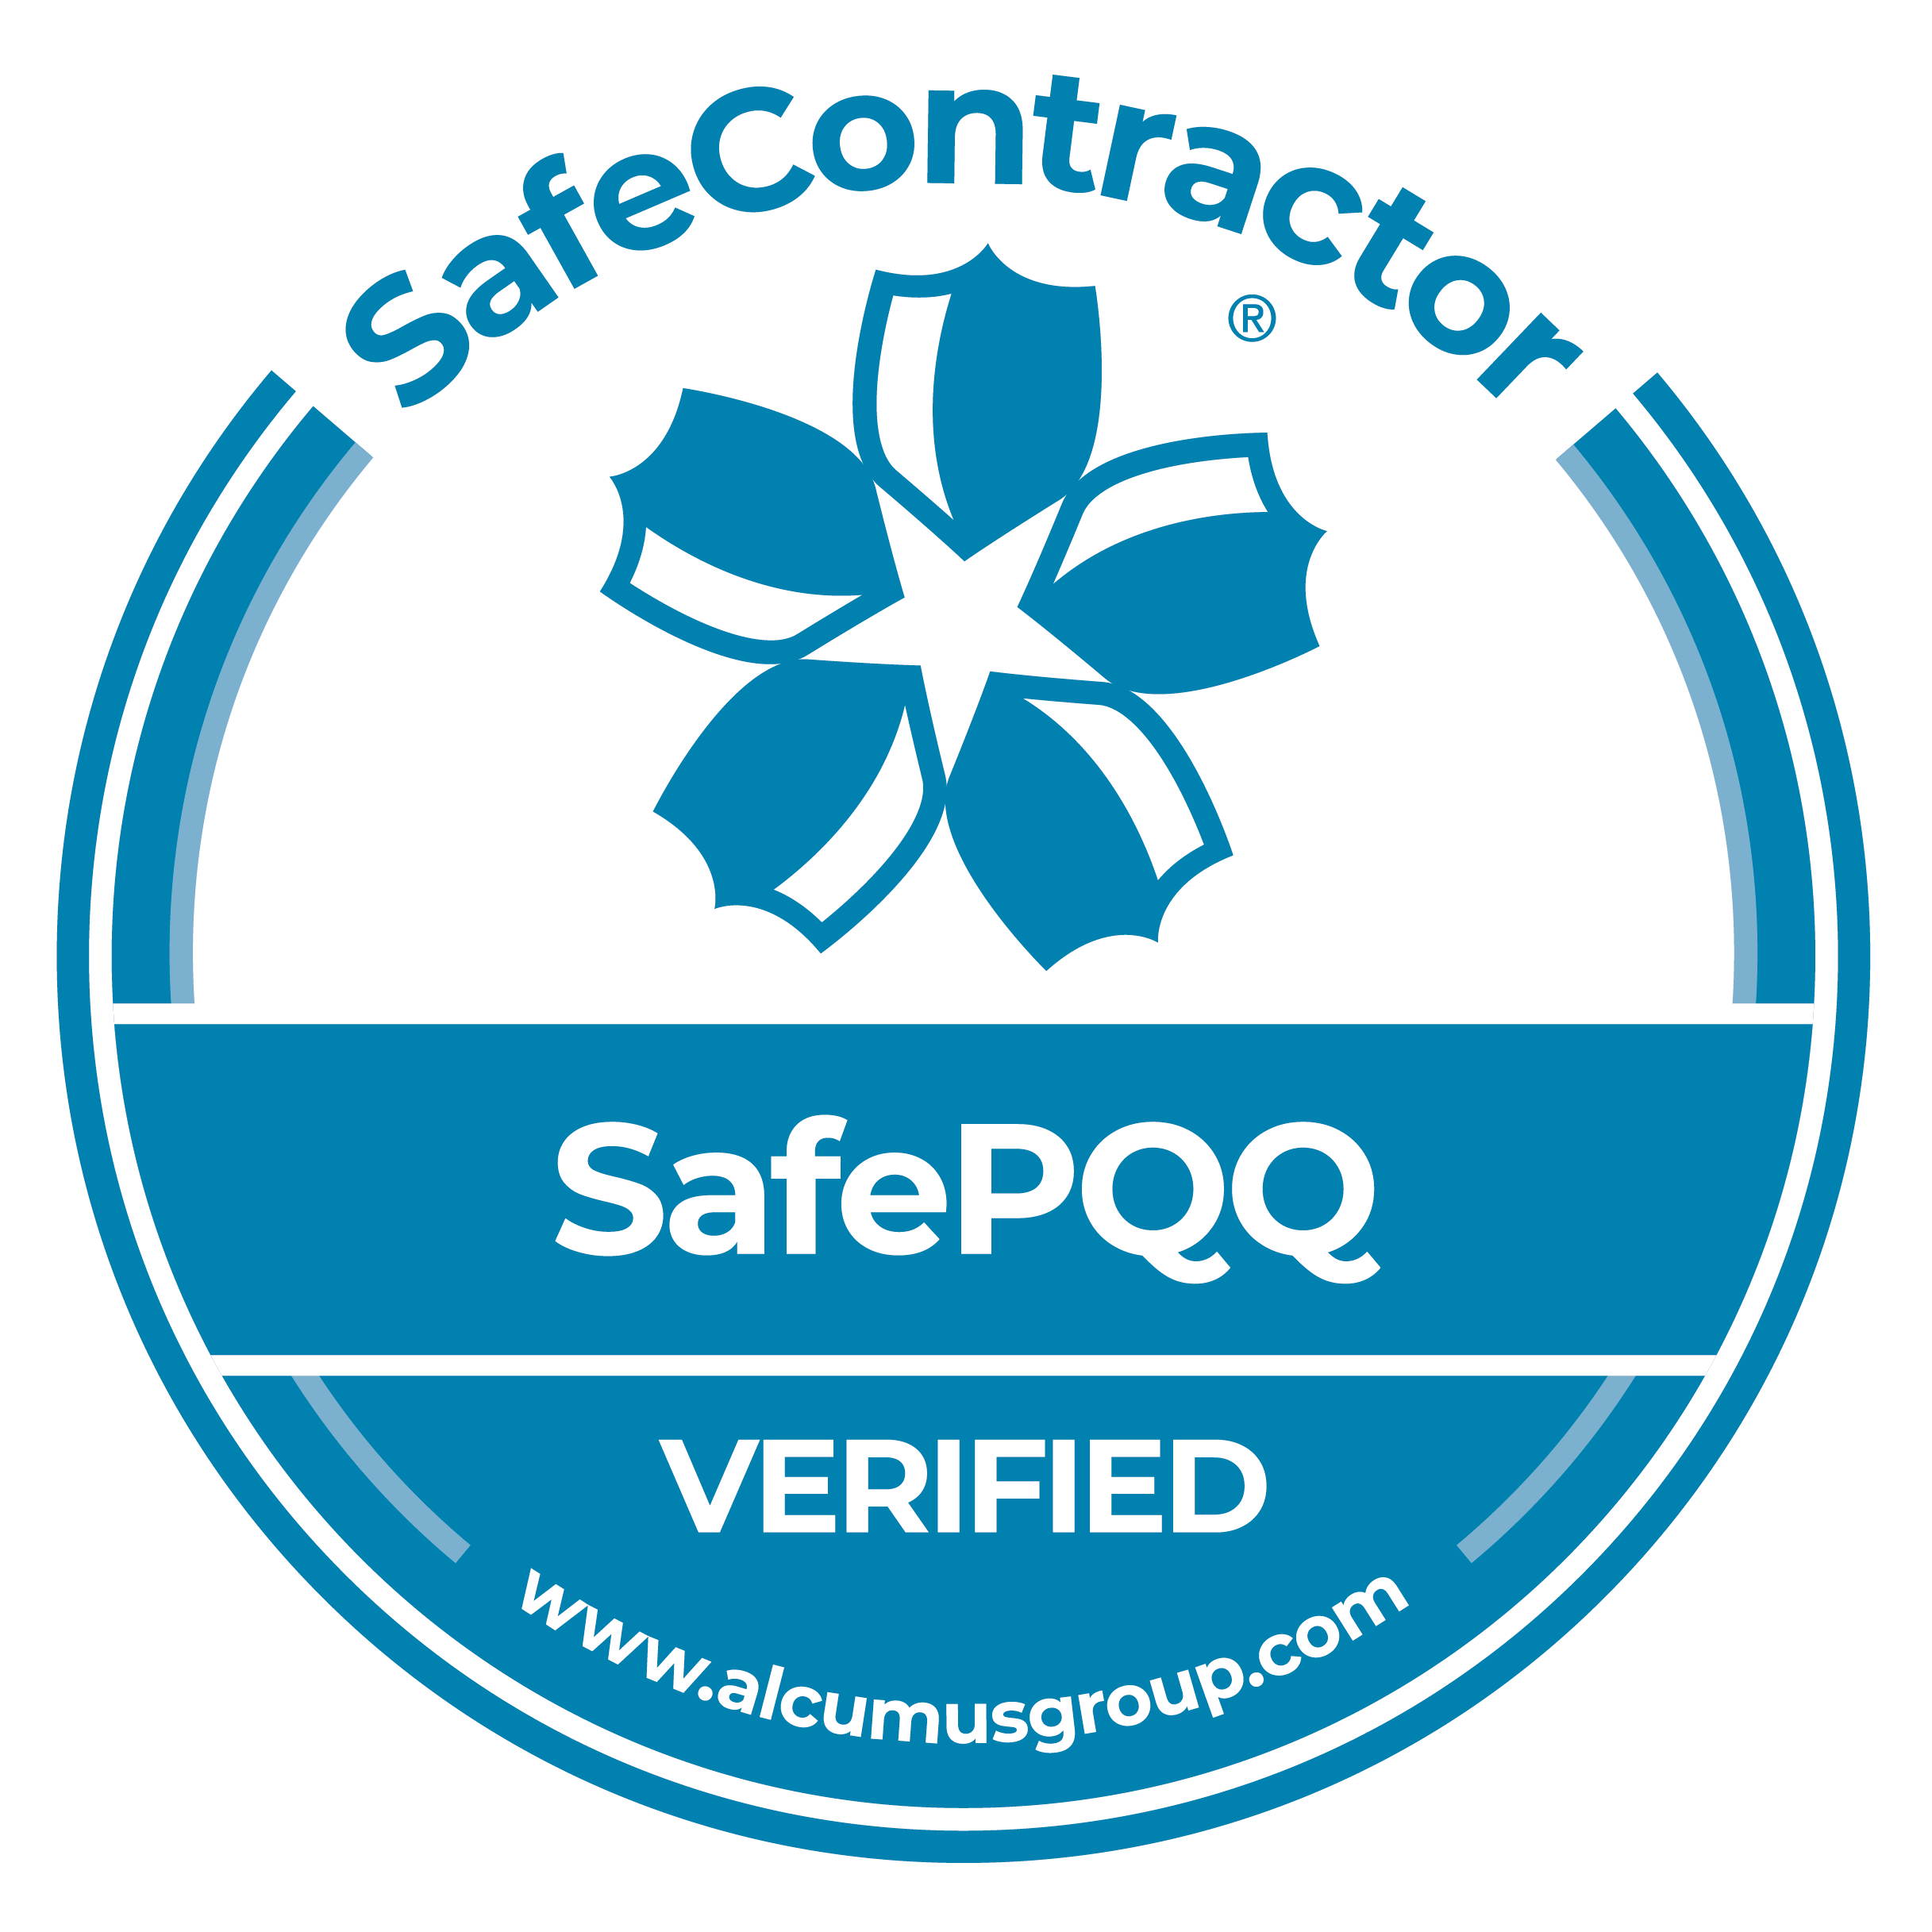 SafeContractor
®
SafePQQ
VERIFIED
www.alcumusgroup.com